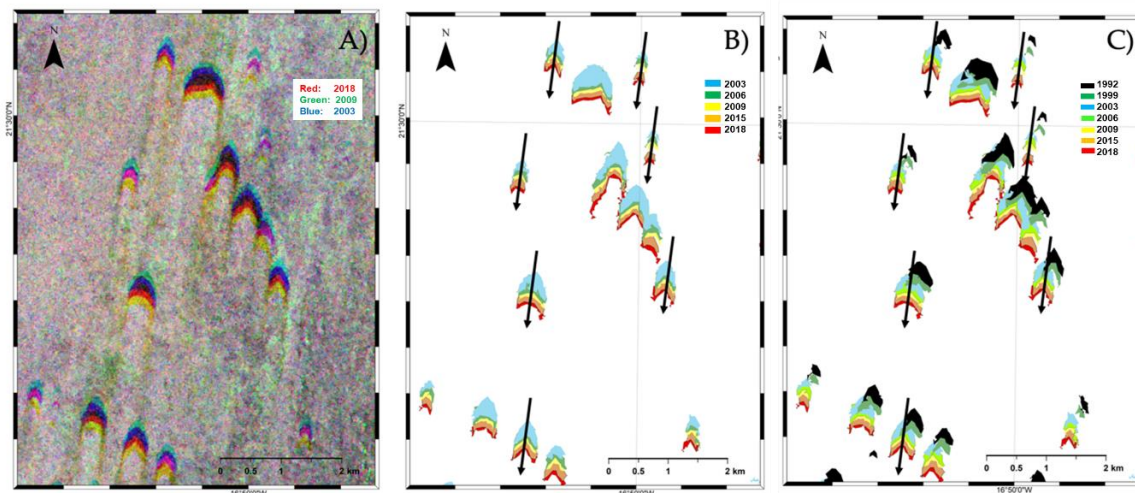 N
A)
Red: 2018
Green: 2009
Blue: 2003
21°30'0"N
0 0.5 1 2 km
N
B)
2003
2006
2009
2015
2018
21°30'0"N
0 0.5 1 2 km
N
C)
1992
1999
2003
2006
2009
2015
2018
0 0.5 1 2 km
16°50'0"W